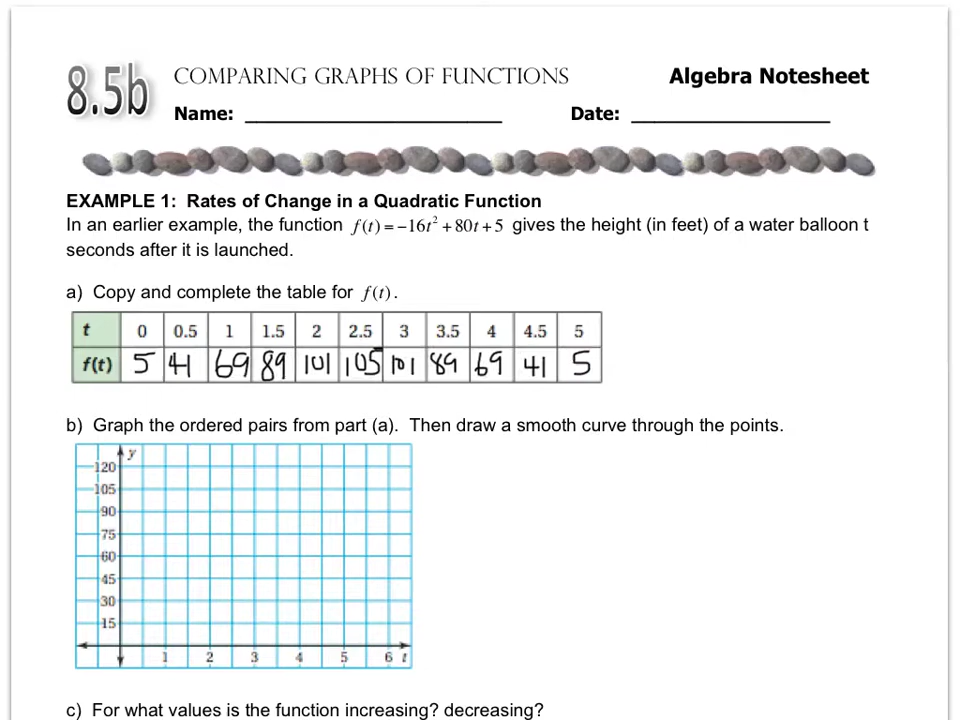 8.5b COMPARING GRAPHS OF FUNCTIONS Algebra Notesheet
Name: _________________________ Date: ___________________
EXAMPLE 1: Rates of Change in a Quadratic Function
In an earlier example, the function f(t) = −16t² + 80t + 5 gives the height (in feet) of a water balloon t
seconds after it is launched.
a) Copy and complete the table for f(t).
t 0 0.5 1 1.5 2 2.5 3 3.5 4 4.5 5
f(t) 5 41 69 89 101 105 101 89 69 41 5
b) Graph the ordered pairs from part (a). Then draw a smooth curve through the points.
y
120
105
90
75
60
45
30
15
1 2 3 4 5 6 t
c) For what values is the function increasing? decreasing?